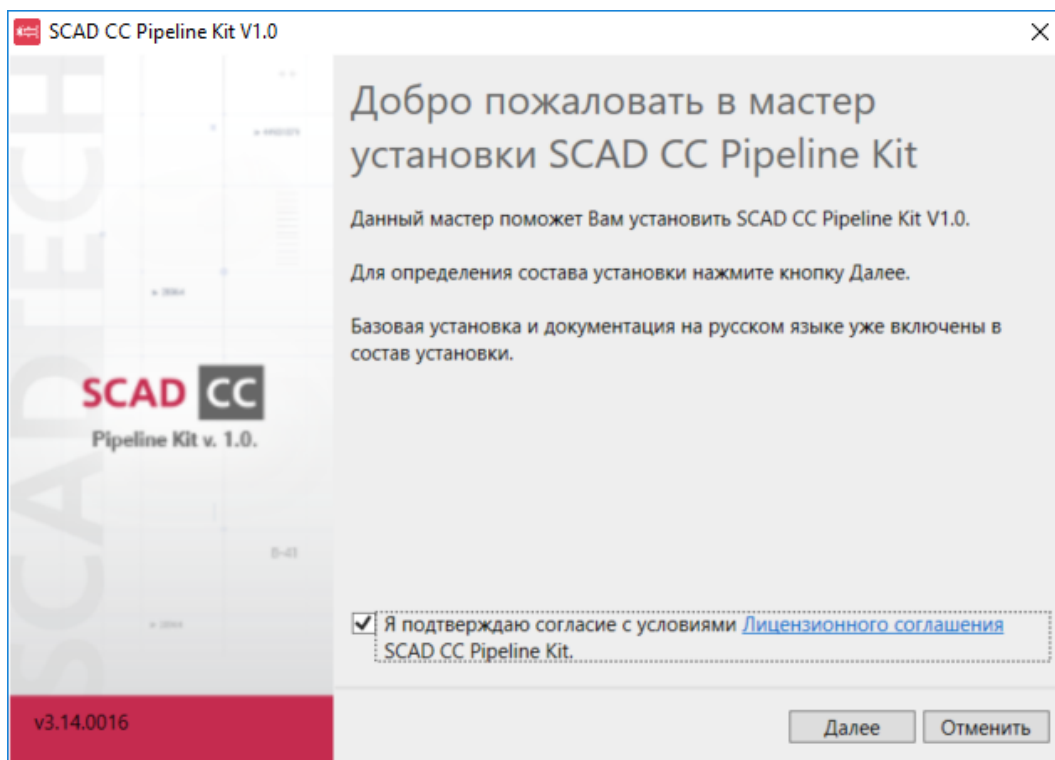 SCAD CC Pipeline Kit V1.0
SCADTECH
SCAD CC
Pipeline Kit v. 1.0.
B-43
v3.14.0016
Добро пожаловать в мастер
установки SCAD CC Pipeline Kit
Данный мастер поможет Вам установить SCAD CC Pipeline Kit V1.0.
Для определения состава установки нажмите кнопку Далее.
Базовая установка и документация на русском языке уже включены в
состав установки.
Я подтверждаю согласие с условиями Лицензионного соглашения
SCAD CC Pipeline Kit.
Далее
Отменить